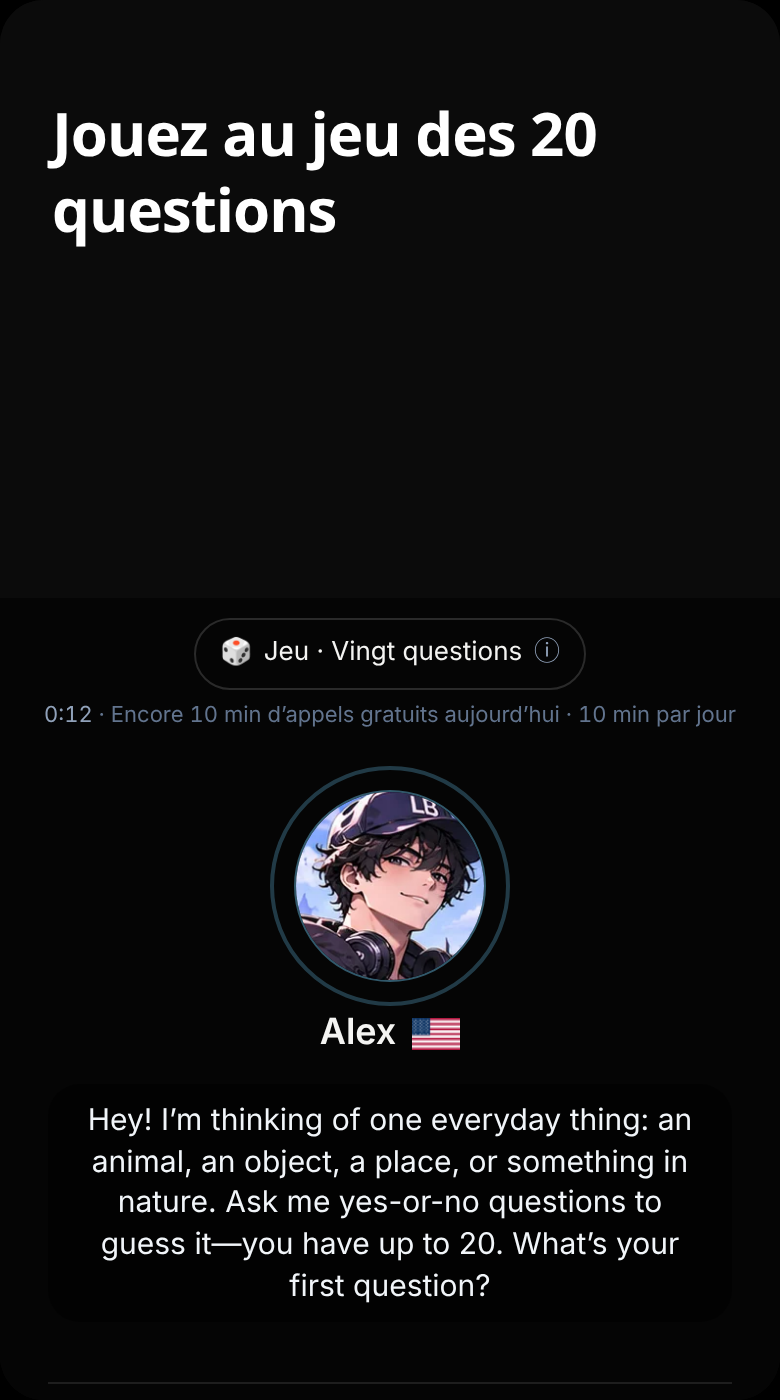 Jouez au jeu des 20
questions
Jeu · Vingt questions ⓘ
0:12 · Encore 10 min d’appels gratuits aujourd’hui · 10 min par jour
LB
Alex
Hey! I’m thinking of one everyday thing: an
animal, an object, a place, or something in
nature. Ask me yes-or-no questions to
guess it—you have up to 20. What’s your
first question?